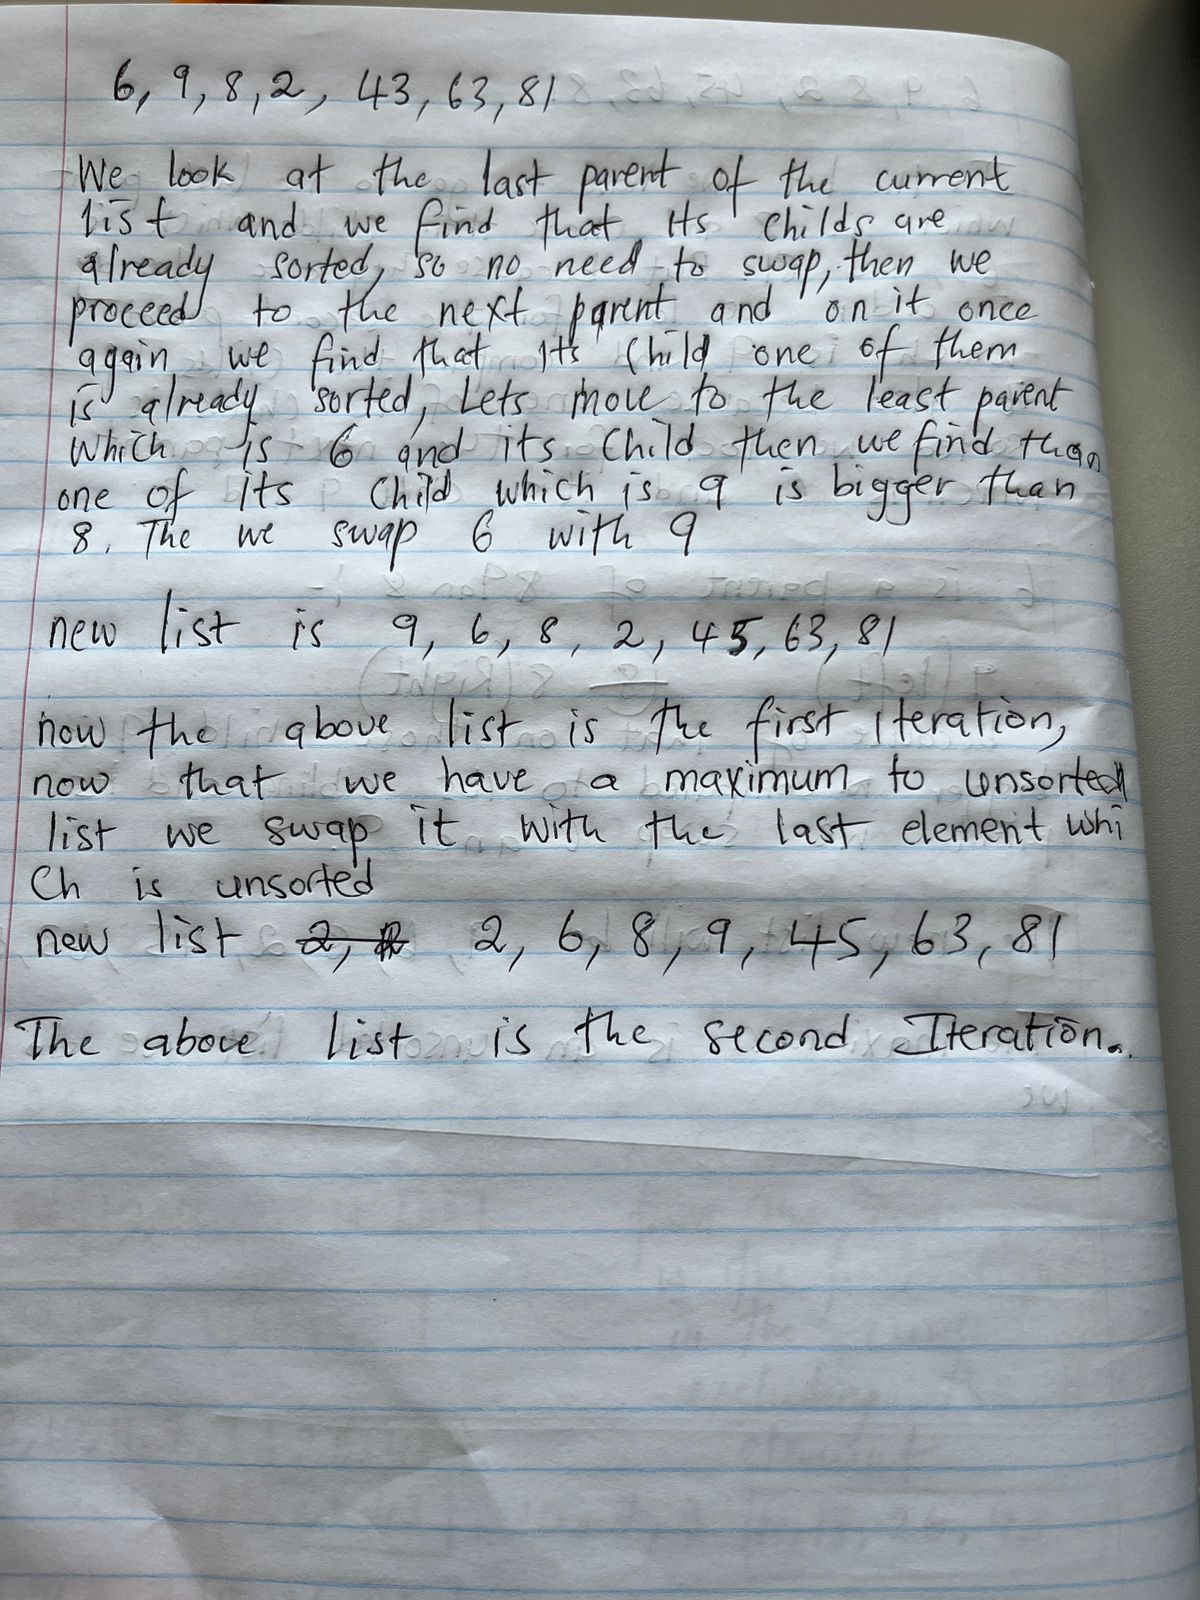 6, 9, 8, 2, 43, 63, 81
We look at the last parent of the current
list and we find that its childs are
already sorted, so no need to swap, then we
proceed to the next parent and on it once
again we find that its child one of them
is already sorted, Lets move to the least parent
Which is 6 and its Child then we find than
one of its Child which is 9 is bigger than
8. The we swap 6 with 9
new list is 9, 6, 8, 2, 45, 63, 81
now the above list is the first iteration,
now that we have a maximum to unsorted
list we swap it with the last element whi
Ch is unsorted
new list 2, 6, 8, 9, 45, 63, 81
The above list is the second Iteration.